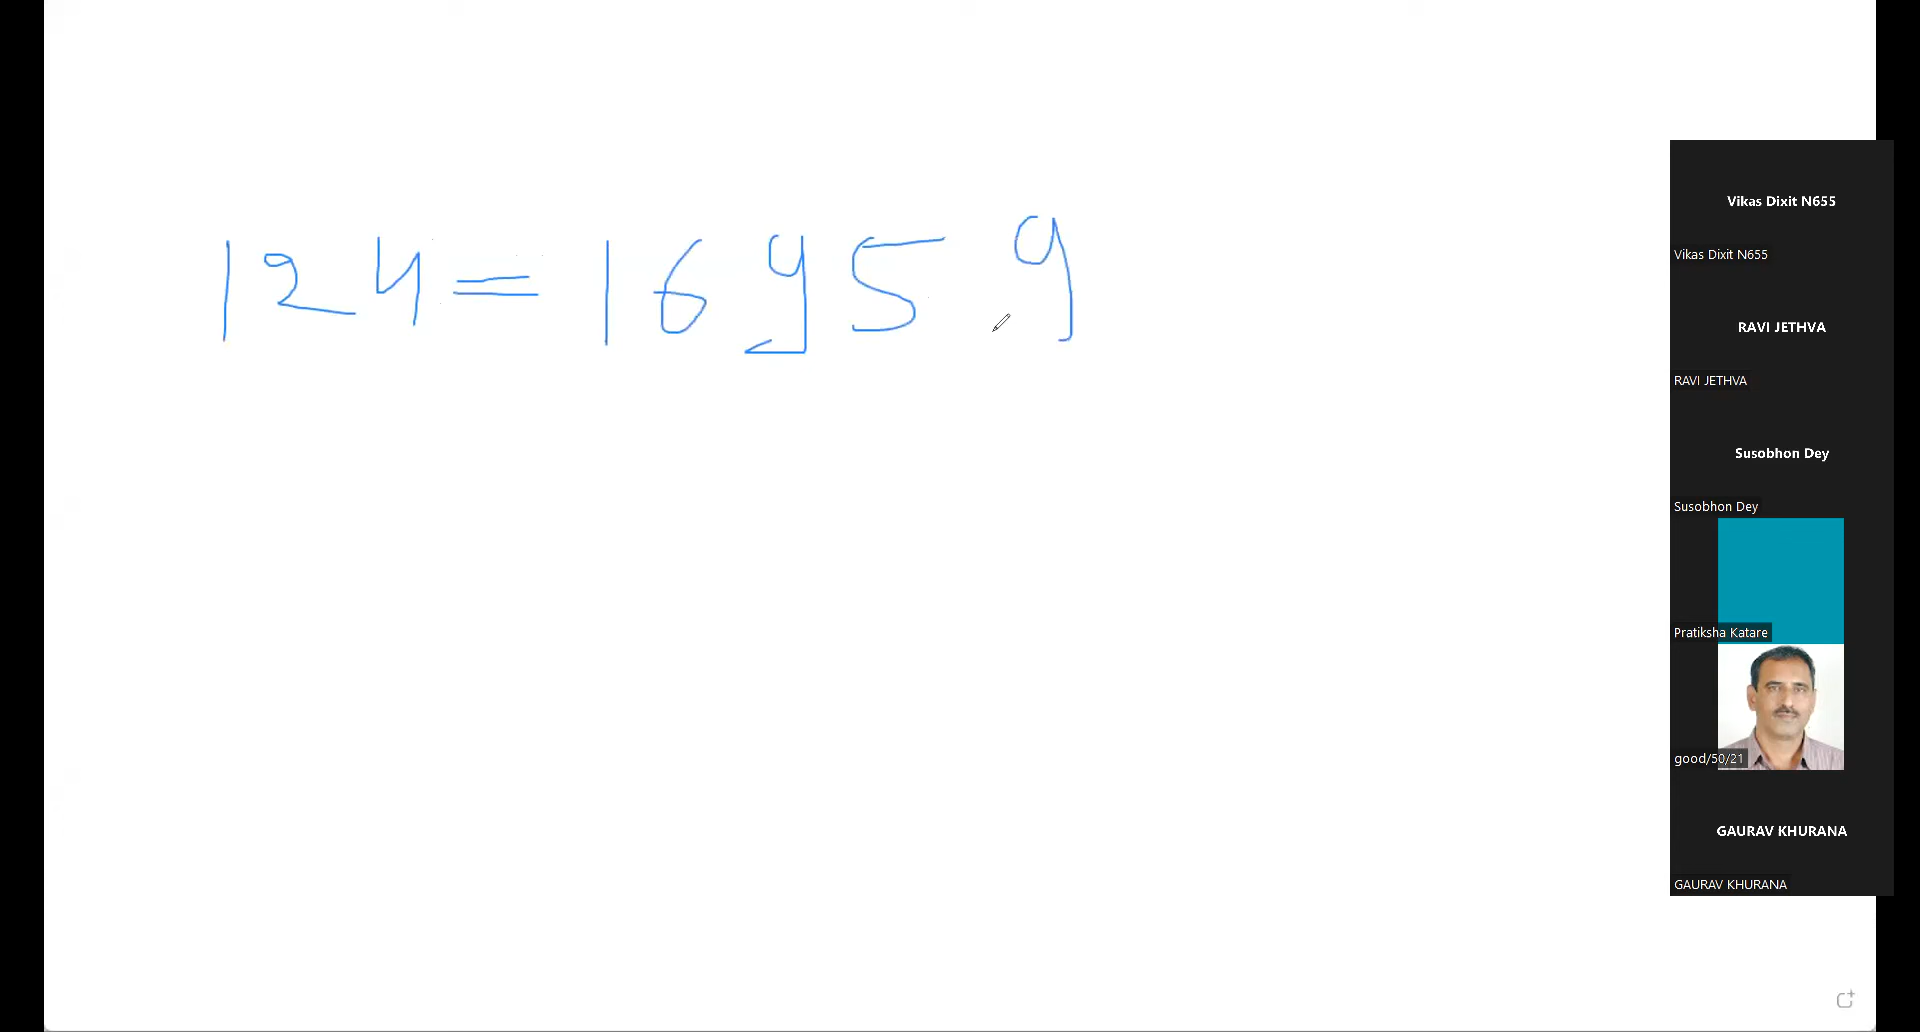 124=16959
Vikas Dixit N655
Vikas Dixit N655
RAVI JETHVA
RAVI JETHVA
Susobhon Dey
Susobhon Dey
Pratiksha Katare
good/50/21
GAURAV KHURANA
GAURAV KHURANA